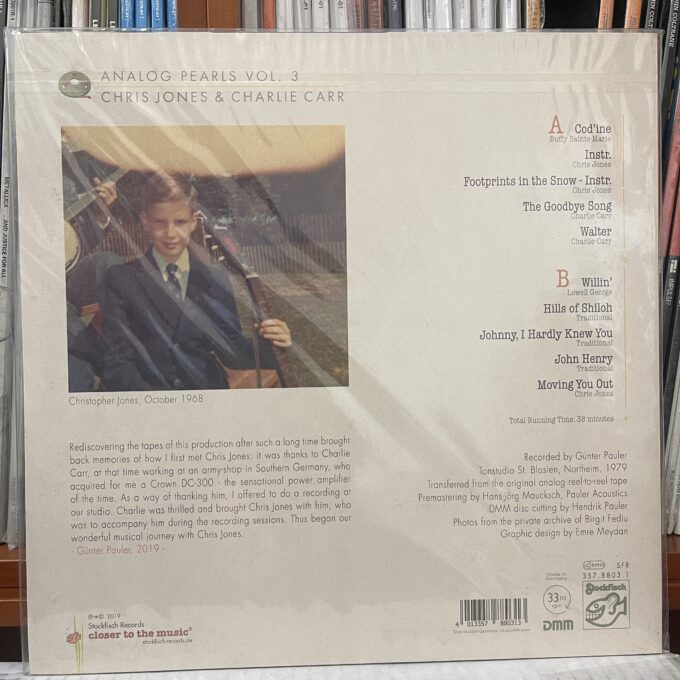 ANALOG PEARLS VOL. 3
CHRIS JONES & CHARLIE CARR
A Cod'ine
Buffy Sainte-Marie
Instr.
Chris Jones
Footprints in the Snow - Instr.
Chris Jones
The Goodbye Song
Charlie Carr
Walter
Charlie Carr
B Willin'
Lowell George
Hills of Shiloh
Traditional
Johnny, I Hardly Knew You
Traditional
John Henry
Traditional
Moving You Out
Chris Jones
Total Running Time: 38 minutes
Christopher Jones, October 1968
Rediscovering the tapes of this production after such a long time brought
back memories of how I first met Chris Jones: it was thanks to Charlie
Carr, at that time working at an army-shop in Southern Germany, who
acquired for me a Crown DC-300 - the sensational power amplifier
of the time. As a way of thanking him, I offered to do a recording at
our studio. Charlie was thrilled and brought Chris Jones with him, who
was to accompany him during the recording sessions. Thus began our
wonderful musical journey with Chris Jones.
- Günter Pauler, 2019 -
Recorded by Günter Pauler
Tonstudio St. Blasien, Northeim, 1979
Transferred from the original analog reel-to-reel tape
Premastering by Hans-Jörg Maucksch, Pauler Acoustics
DMM disc cutting by Hendrik Pauler
Photos from the private archive of Birgit Fediu
Graphic design by Emre Meydan
℗+© 2019
Stockfisch Records
closer to the music®
stockfisch-records.de
4 013357 880313
Made in
Germany
33 1/3
rpm
DMM
LC 04993
SFR
357.8803.1
Stockfisch
METALLICA ...AND JUSTICE FOR ALL
JOHN COLTRANE
IMPULSE!